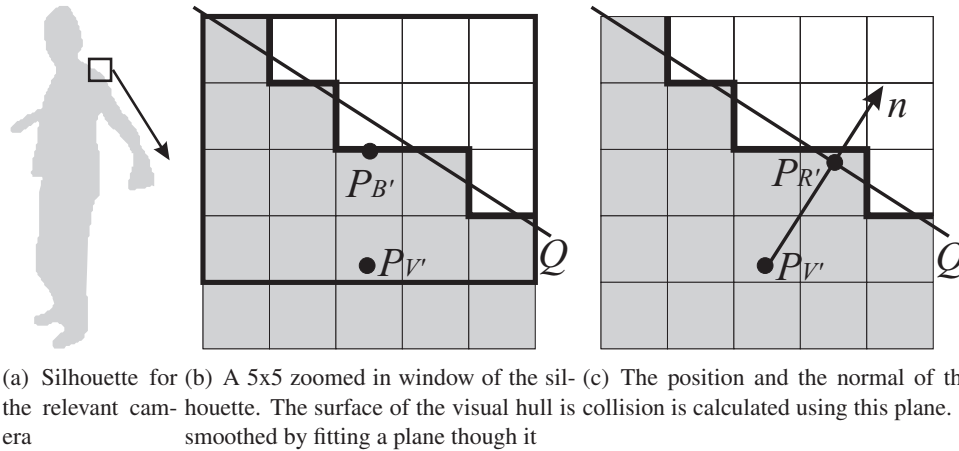 P_B'
P_V'
Q
n
P_R'
P_V'
Q
(a) Silhouette for the relevant cam-
era
(b) A 5x5 zoomed in window of the sil-
houette. The surface of the visual hull is
smoothed by fitting a plane though it
(c) The position and the normal of th
collision is calculated using this plane.